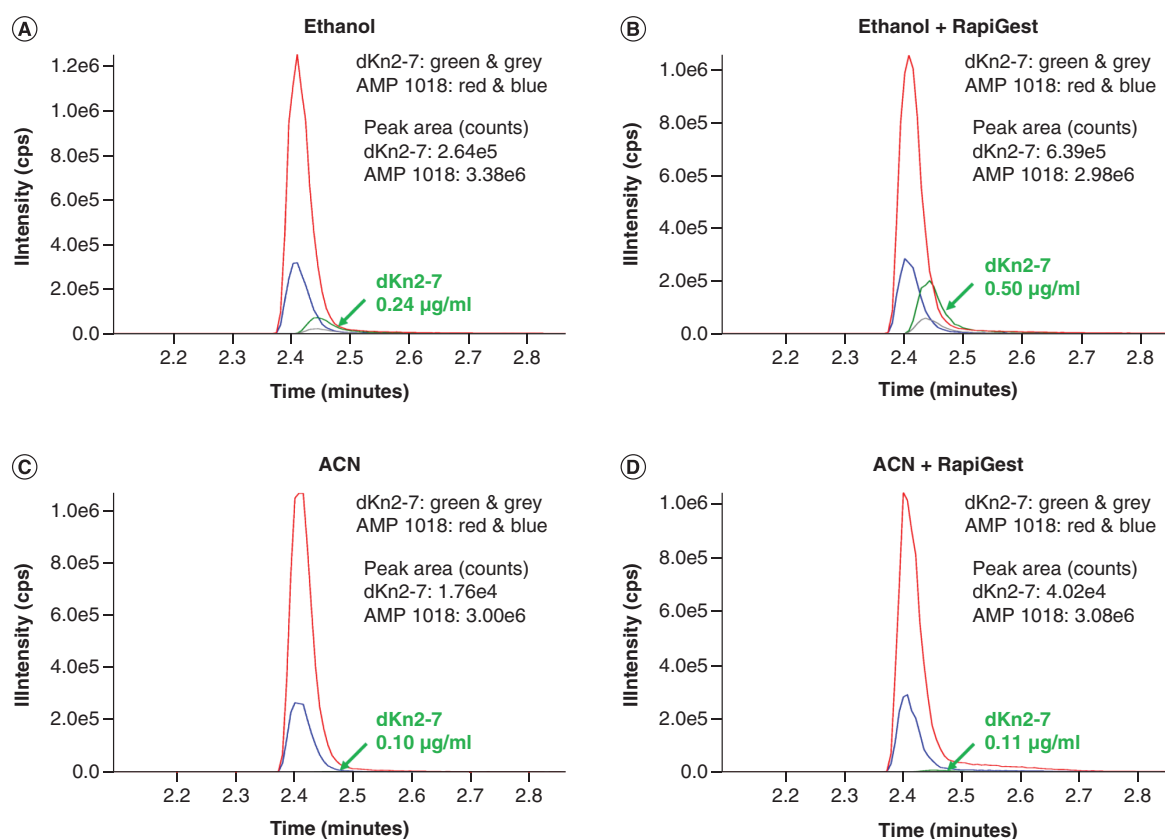 A
Ethanol
IIntensity (cps)
1.2e6
1.0e6
8.0e5
6.0e5
4.0e5
2.0e5
0.0
dKn2-7: green & grey
AMP 1018: red & blue
Peak area (counts)
dKn2-7: 2.64e5
AMP 1018: 3.38e6
dKn2-7
0.24 µg/ml
2.2 2.3 2.4 2.5 2.6 2.7 2.8
Time (minutes)
B
Ethanol + RapiGest
IIIntensity (cps)
1.0e6
8.0e5
6.0e5
4.0e5
2.0e5
0.0
dKn2-7: green & grey
AMP 1018: red & blue
Peak area (counts)
dKn2-7: 6.39e5
AMP 1018: 2.98e6
dKn2-7
0.50 µg/ml
2.2 2.3 2.4 2.5 2.6 2.7 2.8
Time (minutes)
C
ACN
IIIntensity (cps)
1.0e6
8.0e5
6.0e5
4.0e5
2.0e5
0.0
dKn2-7: green & grey
AMP 1018: red & blue
Peak area (counts)
dKn2-7: 1.76e4
AMP 1018: 3.00e6
dKn2-7
0.10 µg/ml
2.2 2.3 2.4 2.5 2.6 2.7 2.8
Time (minutes)
D
ACN + RapiGest
IIIntensity (cps)
1.0e6
8.0e5
6.0e5
4.0e5
2.0e5
0.0
dKn2-7: green & grey
AMP 1018: red & blue
Peak area (counts)
dKn2-7: 4.02e4
AMP 1018: 3.08e6
dKn2-7
0.11 µg/ml
2.2 2.3 2.4 2.5 2.6 2.7 2.8
Time (minutes)